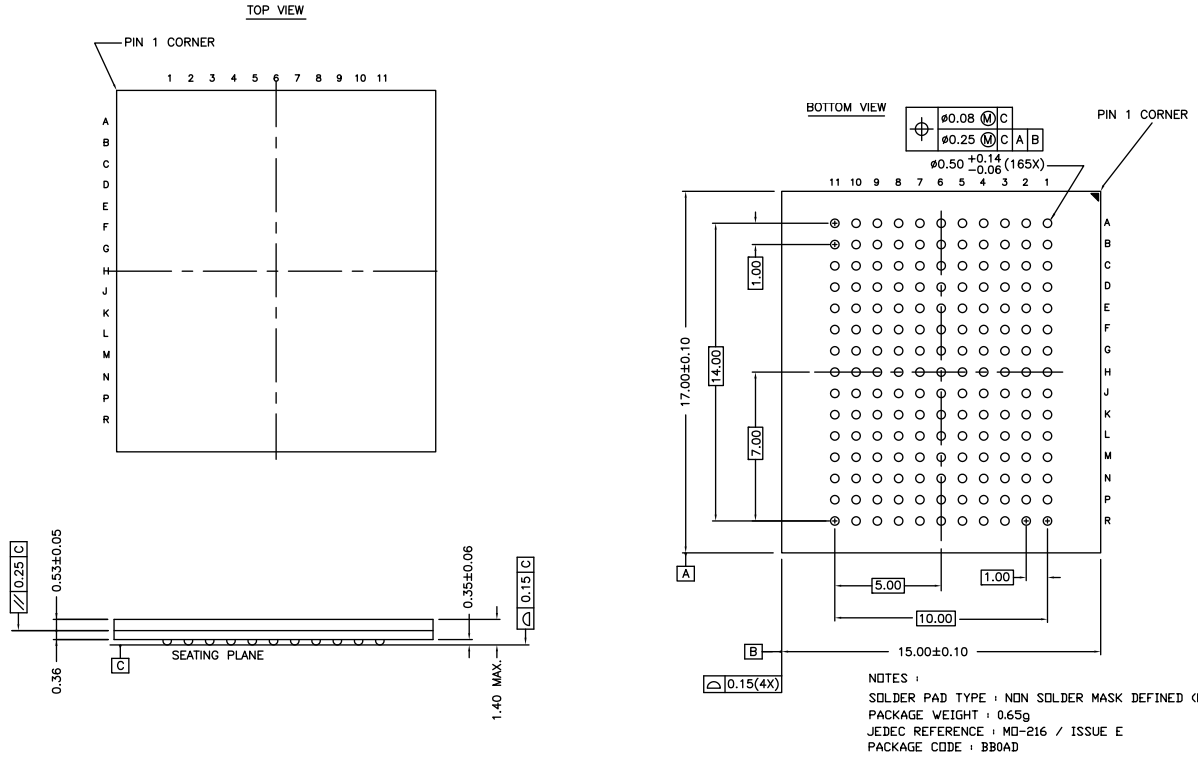 TOP VIEW
PIN 1 CORNER
1 2 3 4 5 6 7 8 9 10 11
A
B
C
D
E
F
G
H
J
K
L
M
N
P
R
BOTTOM VIEW
⌀0.08 Ⓜ C
⌀0.25 Ⓜ C A B
PIN 1 CORNER
⌀0.50 +0.14 -0.06 (165X)
11 10 9 8 7 6 5 4 3 2 1
A
B
C
D
E
F
G
H
J
K
L
M
N
P
R
1.00
14.00
17.00±0.10
7.00
A
5.00
1.00
10.00
B
15.00±0.10
0.15(4X)
// 0.25 C
0.53±0.05
0.36
C
SEATING PLANE
0.35±0.06
0.15 C
1.40 MAX.
NOTES :
SOLDER PAD TYPE : NON SOLDER MASK DEFINED (
PACKAGE WEIGHT : 0.65g
JEDEC REFERENCE : MO-216 / ISSUE E
PACKAGE CODE : BB0AD